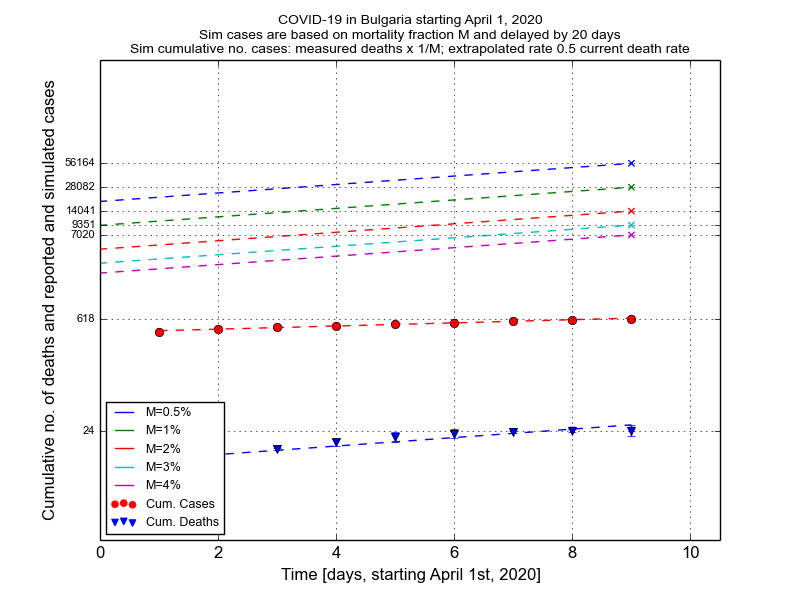 COVID-19 in Bulgaria starting April 1, 2020
Sim cases are based on mortality fraction M and delayed by 20 days
Sim cumulative no. cases: measured deaths x 1/M; extrapolated rate 0.5 current death rate
Cumulative no. of deaths and reported and simulated cases
56164
28082
14041
9351
7020
618
24
M=0.5%
M=1%
M=2%
M=3%
M=4%
Cum. Cases
Cum. Deaths
0 2 4 6 8 10
Time [days, starting April 1st, 2020]